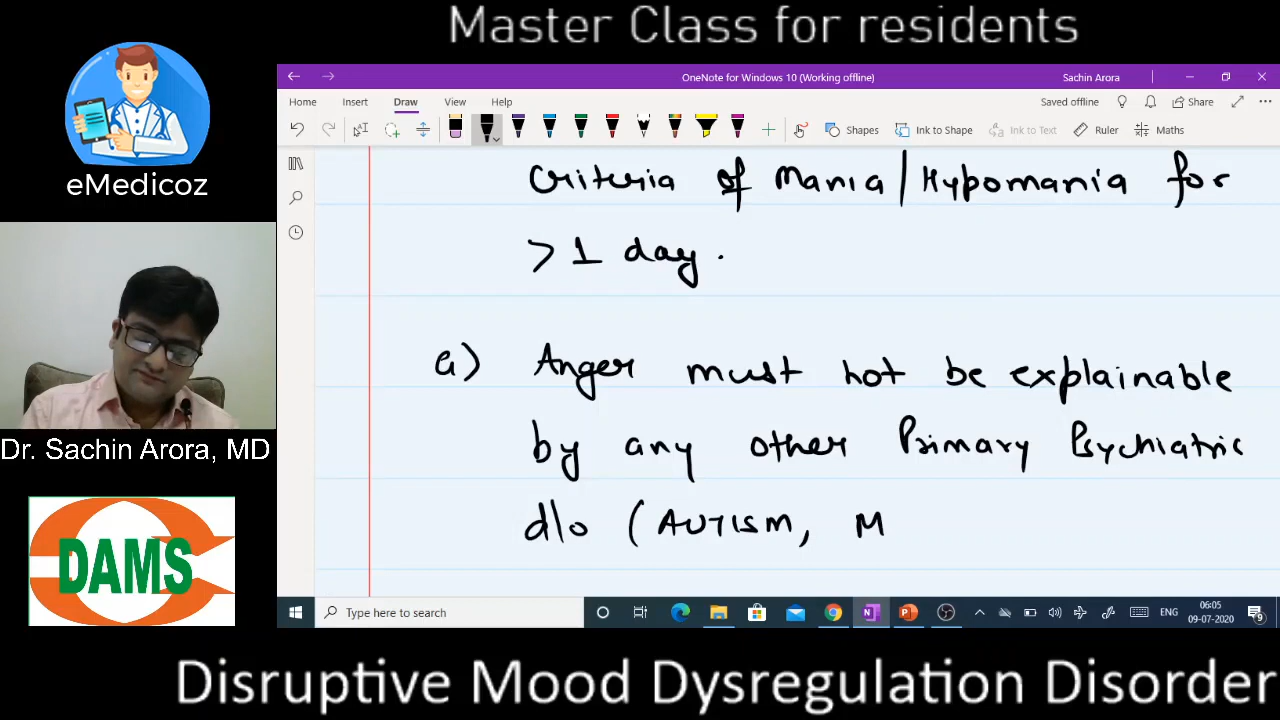 Master Class for residents
OneNote for Windows 10 (Working offline)
Sachin Arora
Home Insert Draw View Help
Saved offline
Share
Shapes Ink to Shape Ink to Text Ruler Maths
eMedicoz
Criteria of Mania/Hypomania for
>1 day.
a) Anger must not be explainable
by any other Primary Psychiatric
d/o (AUTISM, M
Dr. Sachin Arora, MD
DAMS
Type here to search
ENG
06:05
09-07-2020
9
Disruptive Mood Dysregulation Disorder